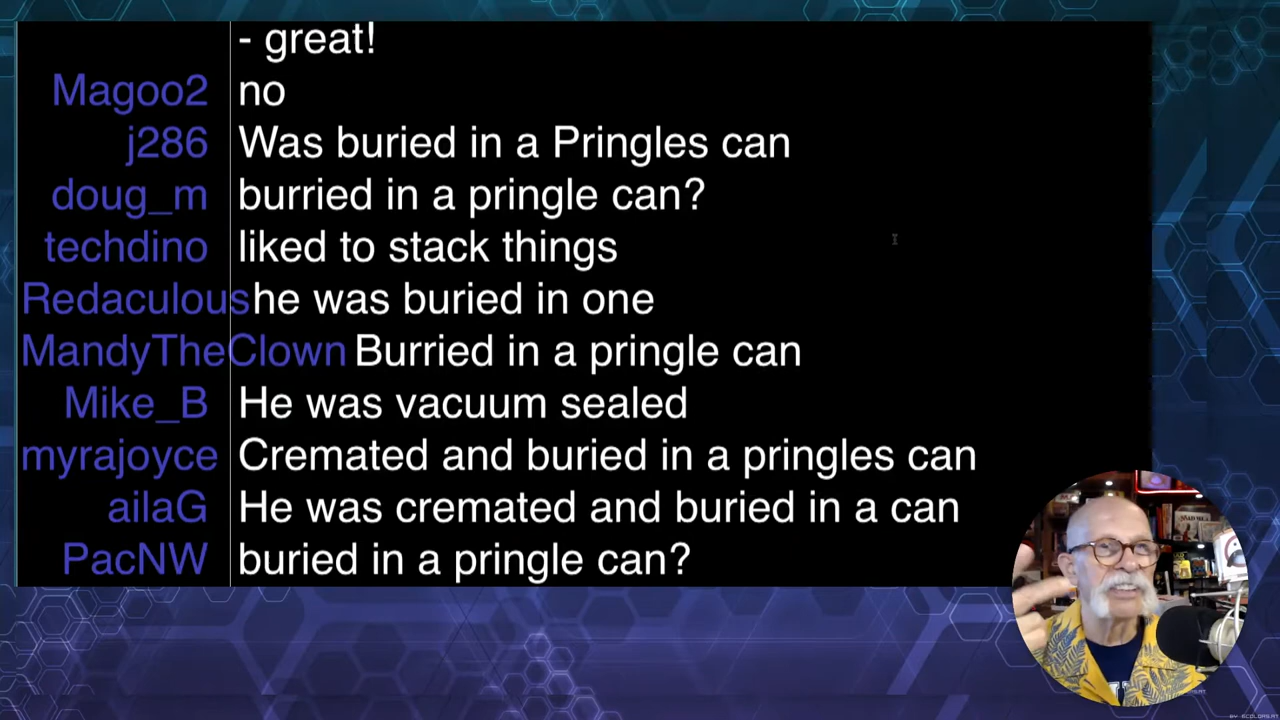 - great!
Magoo2 no
j286 Was buried in a Pringles can
doug_m burried in a pringle can?
techdino liked to stack things
Redaculous he was buried in one
MandyTheClown Burried in a pringle can
Mike_B He was vacuum sealed
myrajoyce Cremated and buried in a pringles can
ailaG He was cremated and buried in a can
PacNW buried in a pringle can?